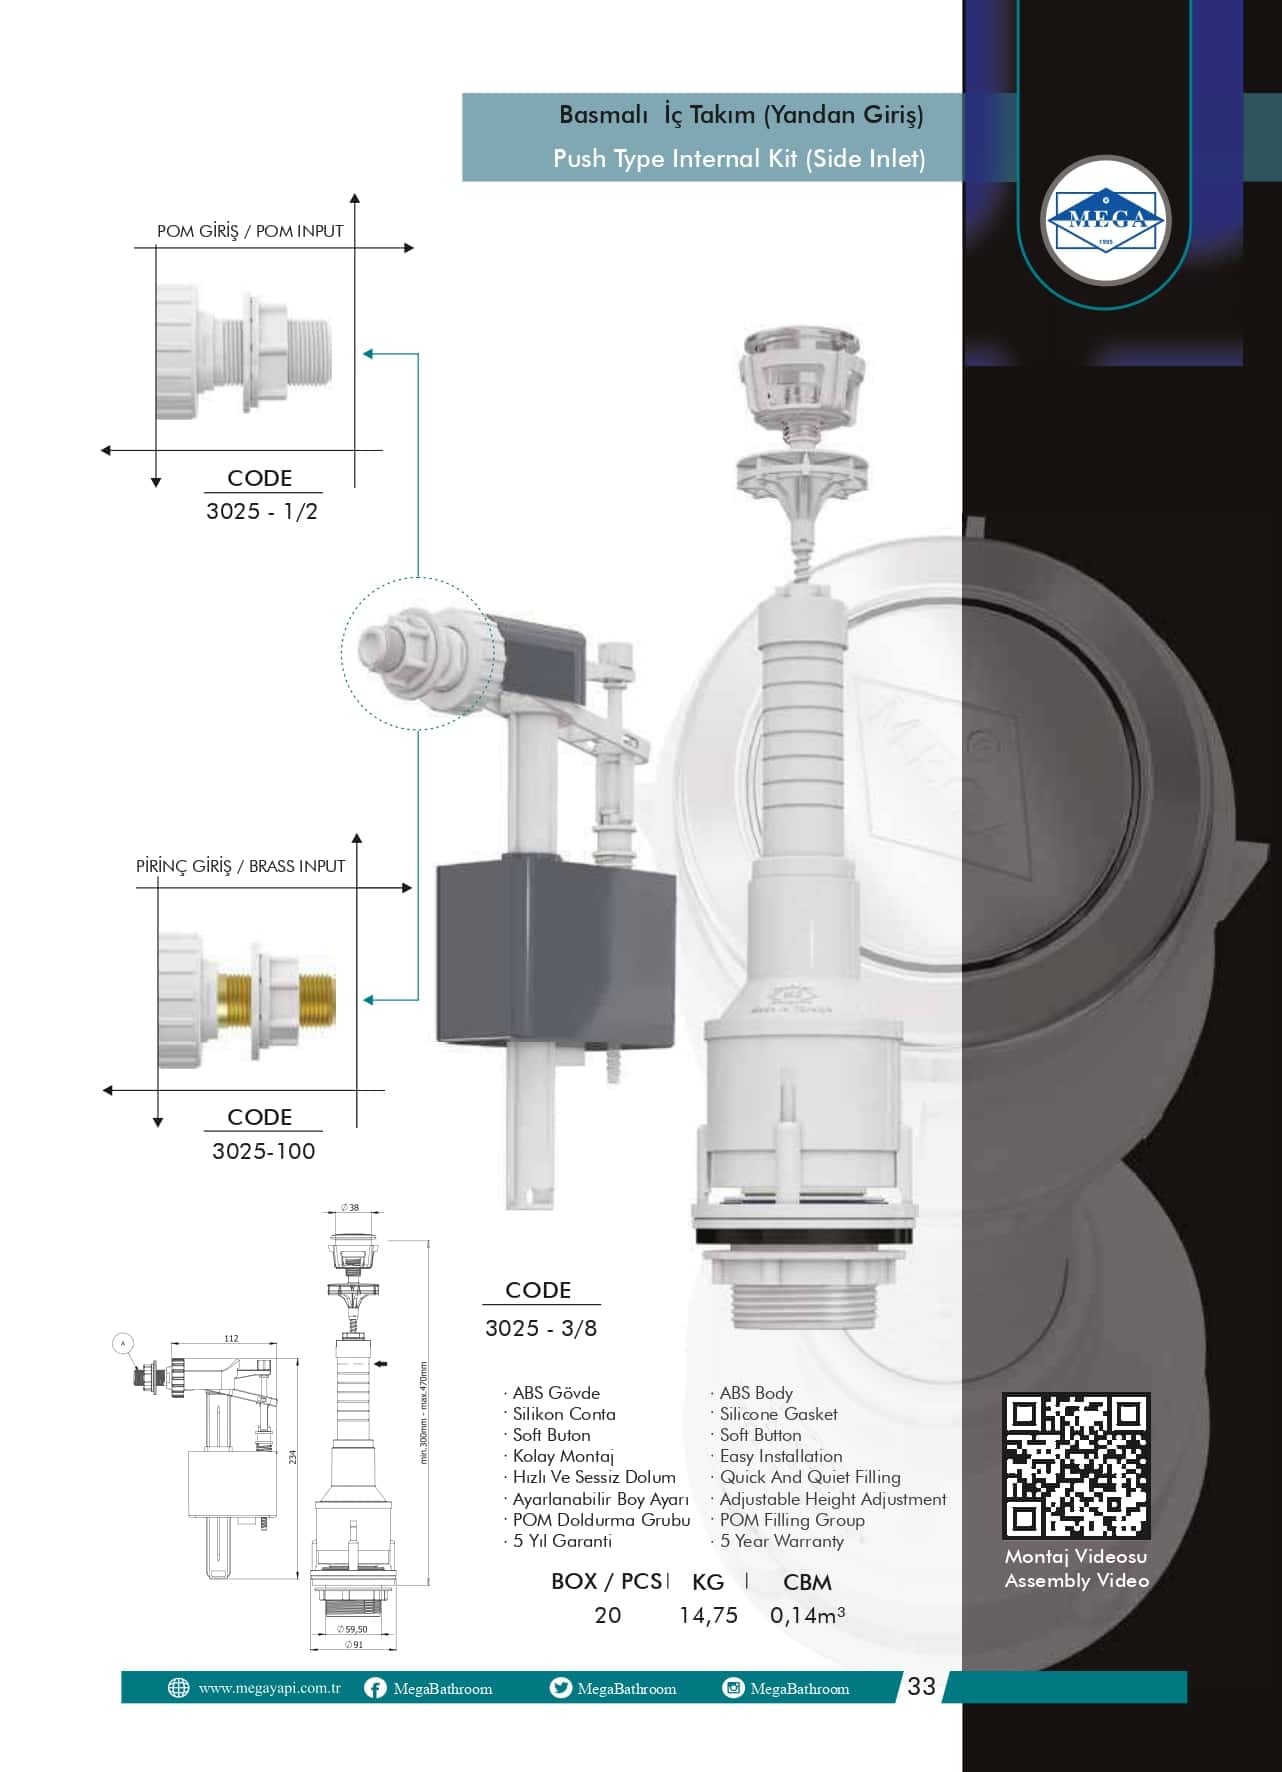 Basmalı İç Takım (Yandan Giriş)
Push Type Internal Kit (Side Inlet)
MEGA
1995
POM GİRİŞ / POM INPUT
CODE
3025 - 1/2
PİRİNÇ GİRİŞ / BRASS INPUT
CODE
3025-100
Ø38
112
A
234
min.300mm - max.470mm
Ø59,50
Ø91
CODE
3025 - 3/8
· ABS Gövde
· Silikon Conta
· Soft Buton
· Kolay Montaj
· Hızlı Ve Sessiz Dolum
· Ayarlanabilir Boy Ayarı
· POM Doldurma Grubu
· 5 Yıl Garanti
· ABS Body
· Silicone Gasket
· Soft Button
· Easy Installation
· Quick And Quiet Filling
· Adjustable Height Adjustment
· POM Filling Group
· 5 Year Warranty
BOX / PCS | KG | CBM
20 14,75 0,14m³
Montaj Videosu
Assembly Video
www.megayapi.com.tr MegaBathroom MegaBathroom MegaBathroom 33